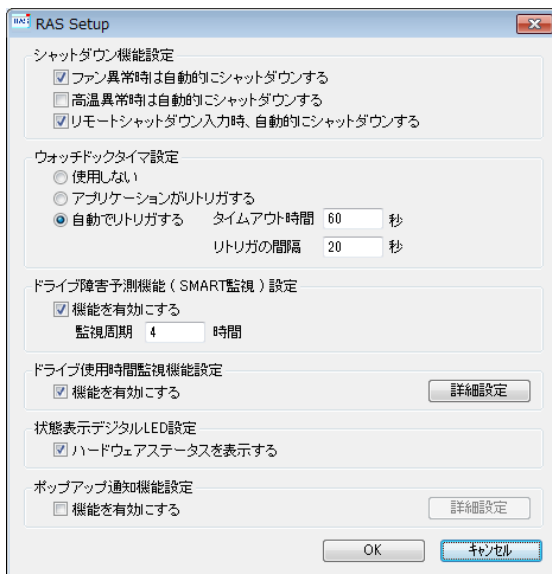 RAS RAS Setup
シャットダウン機能設定
ファン異常時は自動的にシャットダウンする
高温異常時は自動的にシャットダウンする
リモートシャットダウン入力時、自動的にシャットダウンする
ウォッチドックタイマ設定
使用しない
アプリケーションがリトリガする
自動でリトリガする タイムアウト時間 60 秒
リトリガの間隔 20 秒
ドライブ障害予測機能 ( SMART監視 ) 設定
機能を有効にする
監視周期 4 時間
ドライブ使用時間監視機能設定
機能を有効にする 詳細設定
状態表示デジタルLED設定
ハードウェアステータスを表示する
ポップアップ通知機能設定
機能を有効にする 詳細設定
OK キャンセル